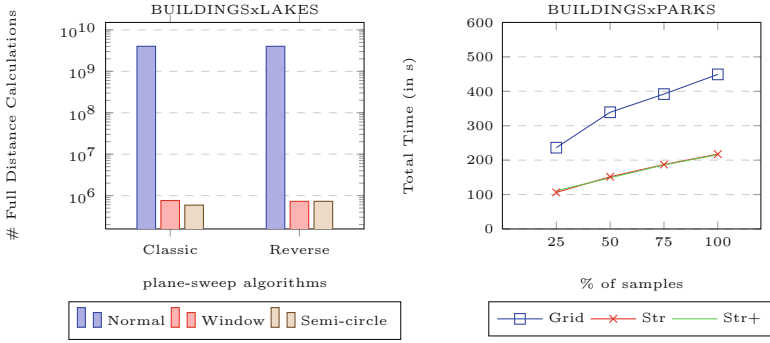 BUILDINGSxLAKES
# Full Distance Calculations
10^10
10^9
10^8
10^7
10^6
Classic
Reverse
plane-sweep algorithms
Normal
Window
Semi-circle
BUILDINGSxPARKS
Total Time (in s)
600
500
400
300
200
100
0
25
50
75
100
% of samples
Grid
Str
Str+